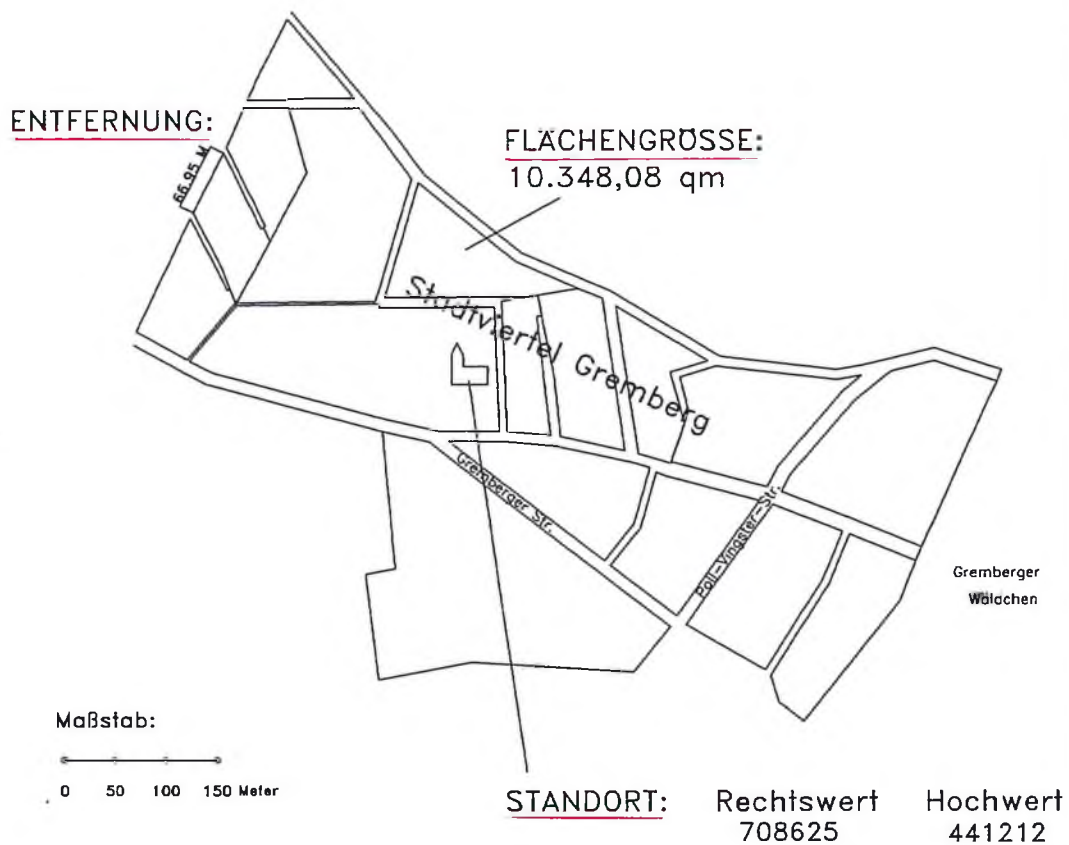 ENTFERNUNG:
66.95 M
FLÄCHENGRÖSSE:
10.348,08 qm
Stadtviertel Gremberg
Gremberger Str.
Poll-Vingster-Str.
Gremberger
Wäldchen
Maßstab:
0 50 100 150 Meter
STANDORT: Rechtswert Hochwert
708625 441212